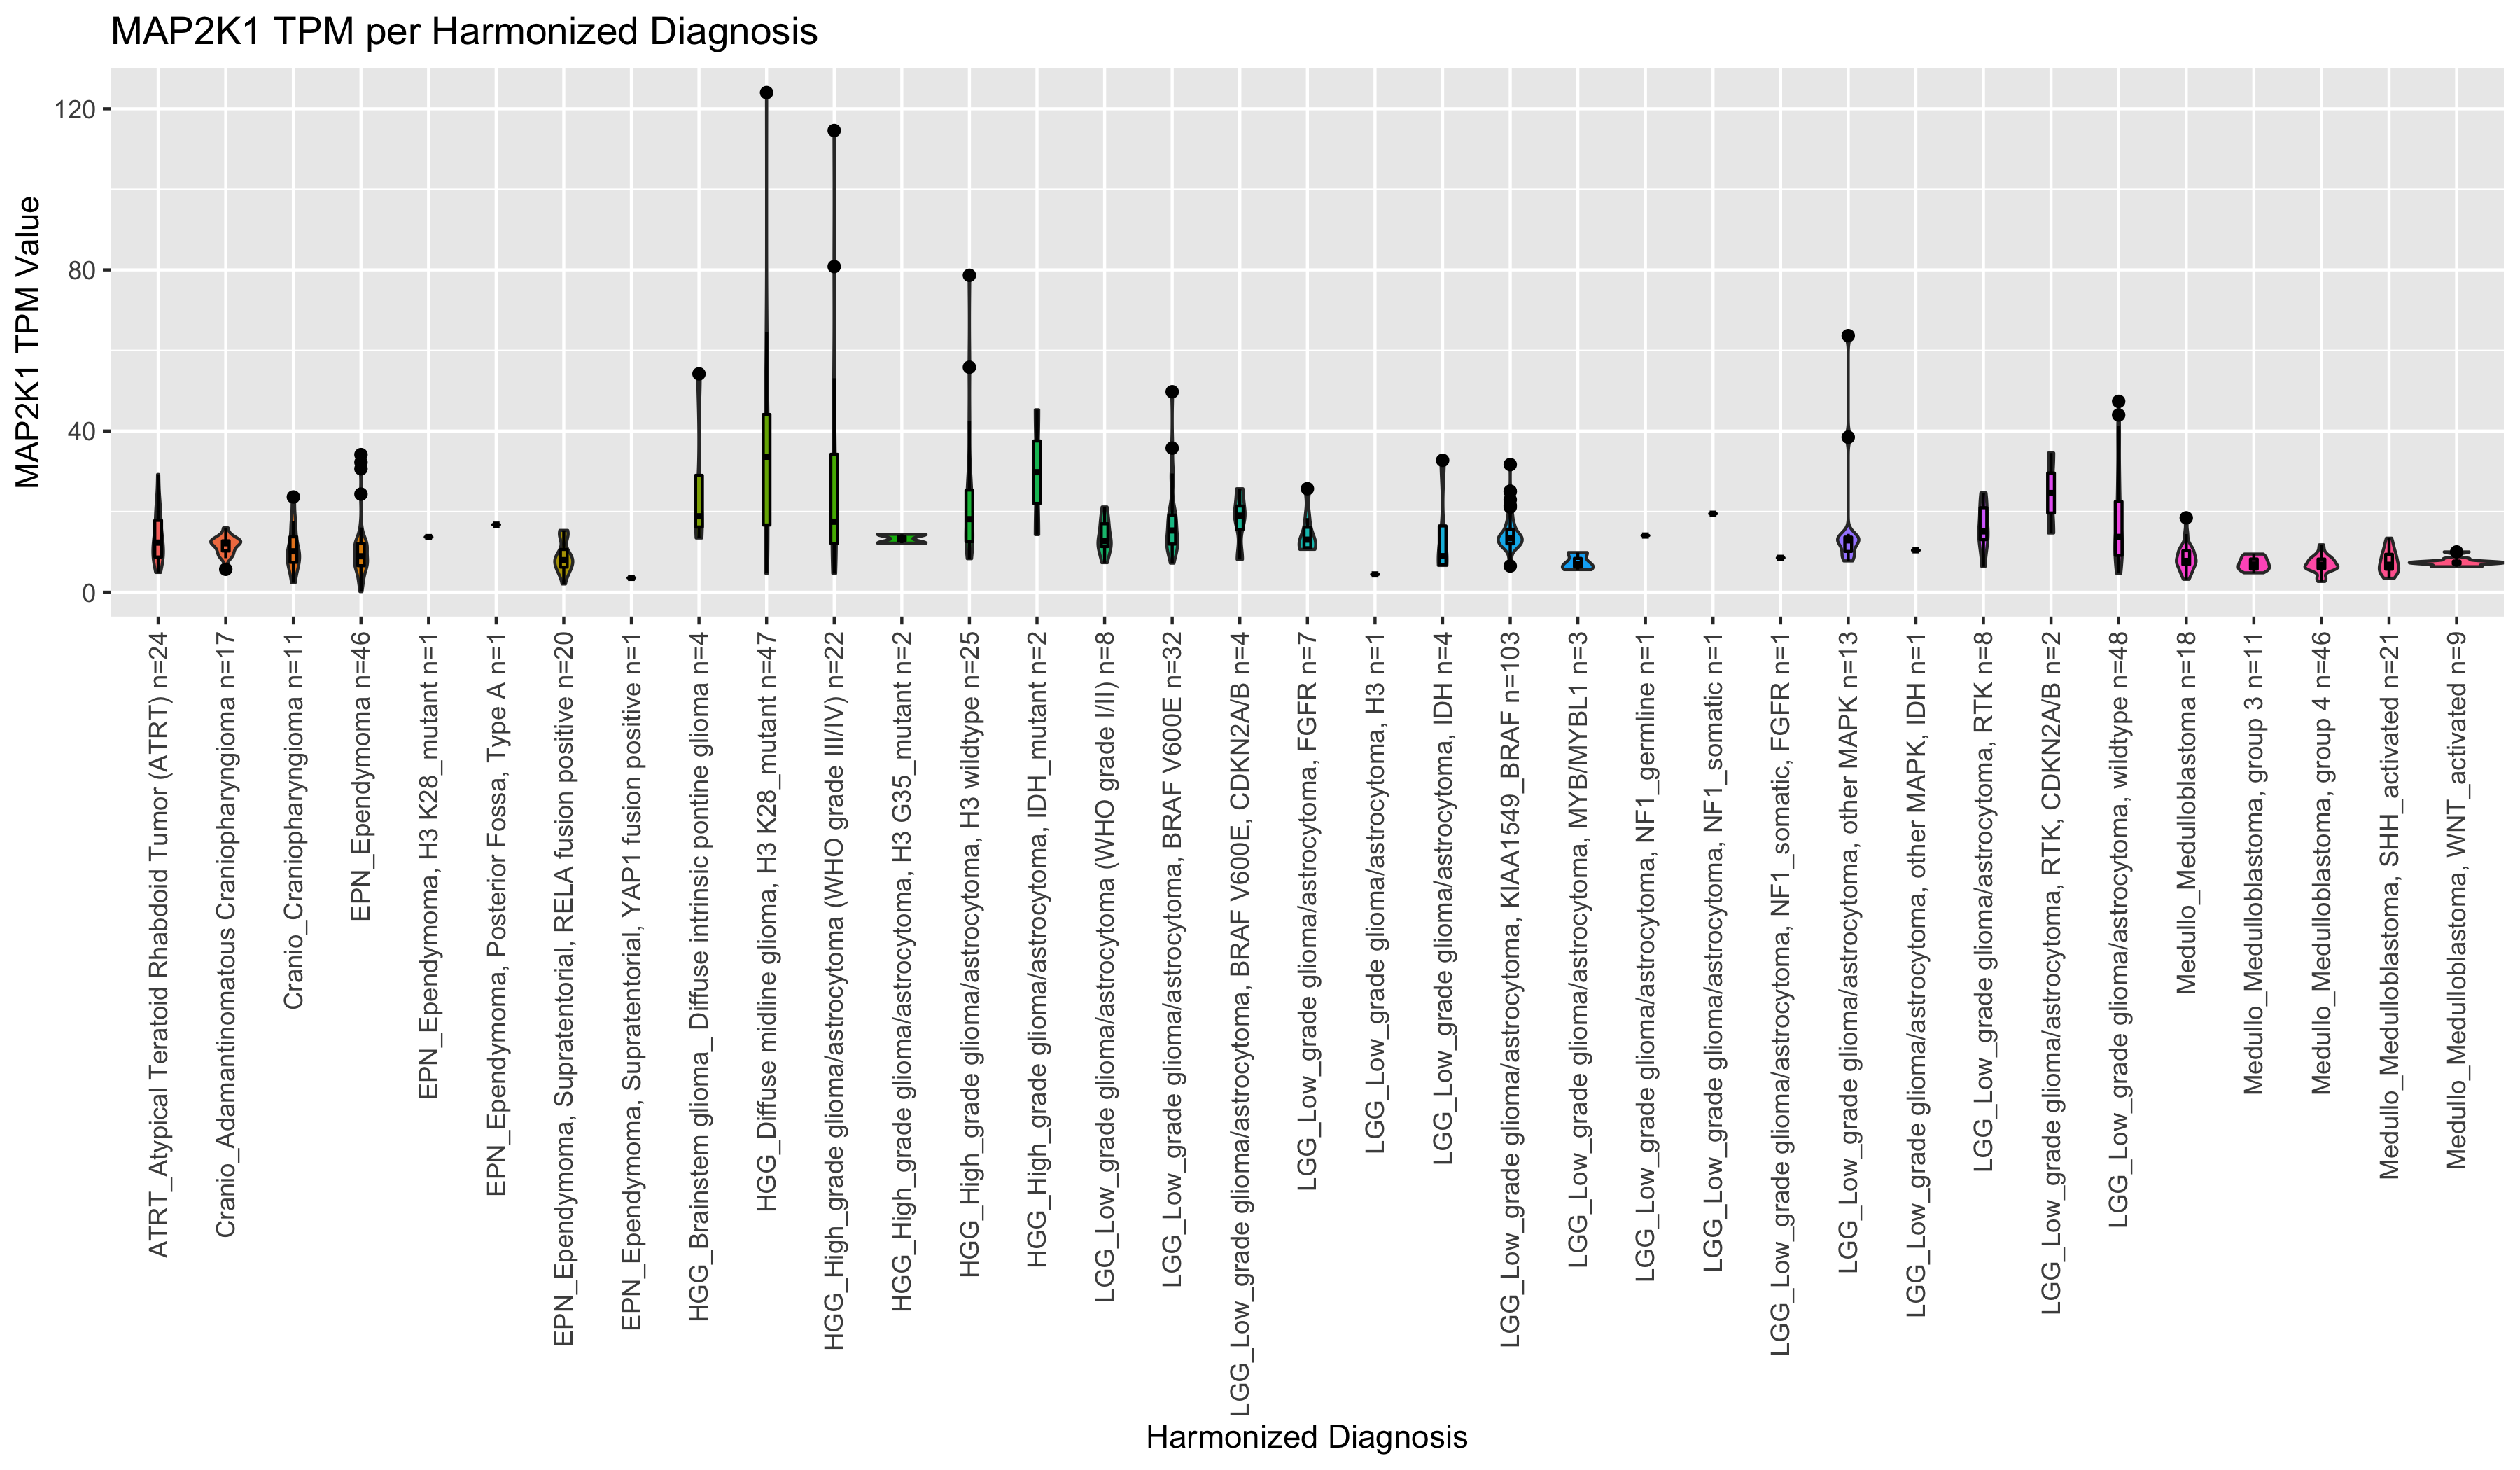 MAP2K1 TPM per Harmonized Diagnosis
MAP2K1 TPM Value
120
80
40
0
ATRT_Atypical Teratoid Rhabdoid Tumor (ATRT) n=24
Cranio_Adamantinomatous Craniopharyngioma n=17
Cranio_Craniopharyngioma n=11
EPN_Ependymoma n=46
EPN_Ependymoma, H3 K28_mutant n=1
EPN_Ependymoma, Posterior Fossa, Type A n=1
EPN_Ependymoma, Supratentorial, RELA fusion positive n=20
EPN_Ependymoma, Supratentorial, YAP1 fusion positive n=1
HGG_Brainstem glioma_ Diffuse intrinsic pontine glioma n=4
HGG_Diffuse midline glioma, H3 K28_mutant n=47
HGG_High_grade glioma/astrocytoma (WHO grade III/IV) n=22
HGG_High_grade glioma/astrocytoma, H3 G35_mutant n=2
HGG_High_grade glioma/astrocytoma, H3 wildtype n=25
HGG_High_grade glioma/astrocytoma, IDH_mutant n=2
LGG_Low_grade glioma/astrocytoma (WHO grade I/II) n=8
LGG_Low_grade glioma/astrocytoma, BRAF V600E n=32
LGG_Low_grade glioma/astrocytoma, BRAF V600E, CDKN2A/B n=4
LGG_Low_grade glioma/astrocytoma, FGFR n=7
LGG_Low_grade glioma/astrocytoma, H3 n=1
LGG_Low_grade glioma/astrocytoma, IDH n=4
LGG_Low_grade glioma/astrocytoma, KIAA1549_BRAF n=103
LGG_Low_grade glioma/astrocytoma, MYB/MYBL1 n=3
LGG_Low_grade glioma/astrocytoma, NF1_germline n=1
LGG_Low_grade glioma/astrocytoma, NF1_somatic n=1
LGG_Low_grade glioma/astrocytoma, NF1_somatic, FGFR n=1
LGG_Low_grade glioma/astrocytoma, other MAPK n=13
LGG_Low_grade glioma/astrocytoma, other MAPK, IDH n=1
LGG_Low_grade glioma/astrocytoma, RTK n=8
LGG_Low_grade glioma/astrocytoma, RTK, CDKN2A/B n=2
LGG_Low_grade glioma/astrocytoma, wildtype n=48
Medullo_Medulloblastoma n=18
Medullo_Medulloblastoma, group 3 n=11
Medullo_Medulloblastoma, group 4 n=46
Medullo_Medulloblastoma, SHH_activated n=21
Medullo_Medulloblastoma, WNT_activated n=9
Harmonized Diagnosis